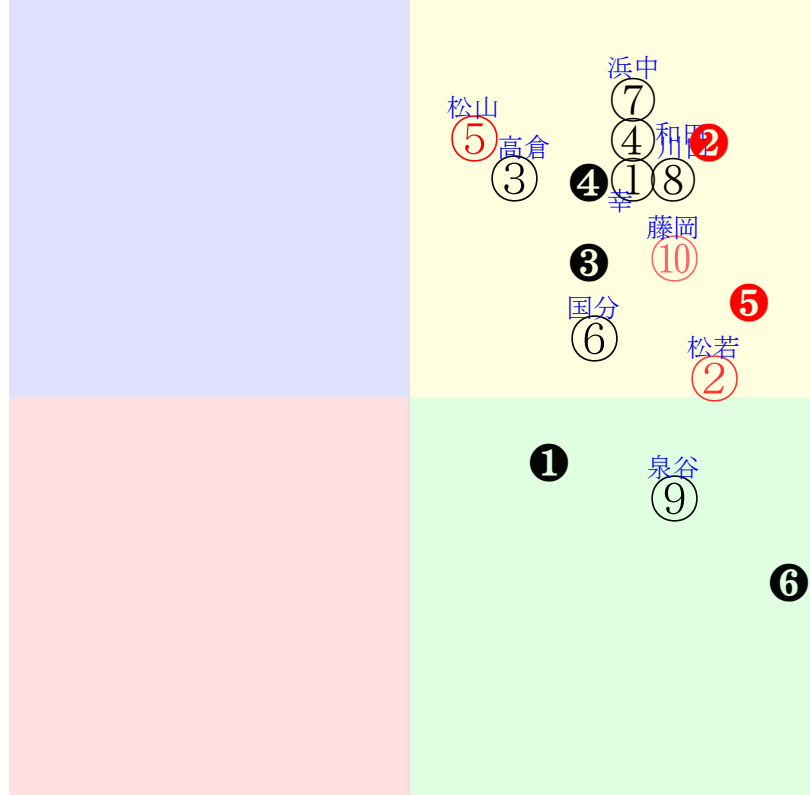 浜中
⑦
松山
⑤
④
和田
❷
高倉
③
❹
①
川田
⑧
幸
藤岡
⑩
❸
❺
国分
⑥
松若
②
❶
泉谷
⑨
❻